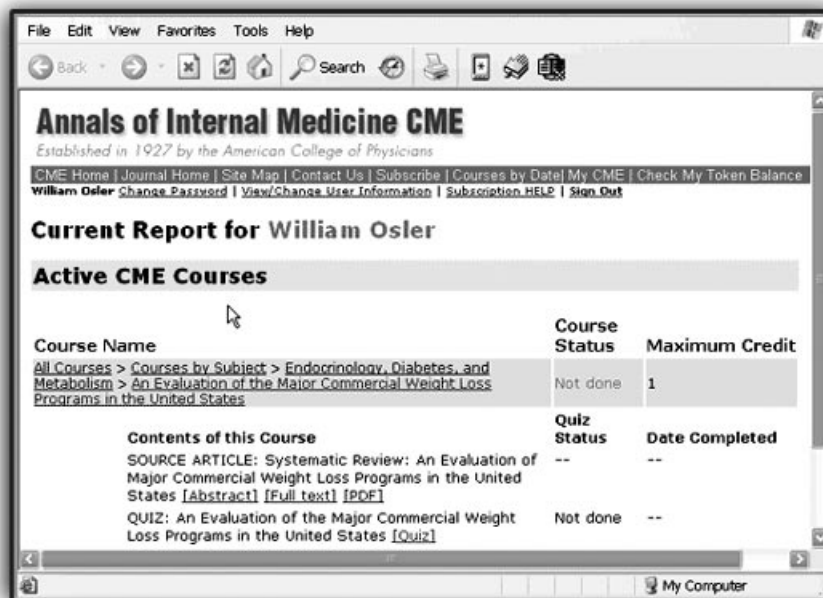 File Edit View Favorites Tools Help
Back Search
Annals of Internal Medicine CME
Established in 1927 by the American College of Physicians
CME Home | Journal Home | Site Map | Contact Us | Subscribe | Courses by Date| My CME | Check My Token Balance
William Osler Change Password | View/Change User Information | Subscription HELP | Sign Out
Current Report for William Osler
Active CME Courses
Course Name Course Status Maximum Credit
All Courses > Courses by Subject > Endocrinology, Diabetes, and
Metabolism > An Evaluation of the Major Commercial Weight Loss
Programs in the United States
Not done 1
Contents of this Course Quiz Status Date Completed
SOURCE ARTICLE: Systematic Review: An Evaluation of -- --
Major Commercial Weight Loss Programs in the United
States [Abstract] [Full text] [PDF]
QUIZ: An Evaluation of the Major Commercial Weight Not done --
Loss Programs in the United States [Quiz]
My Computer